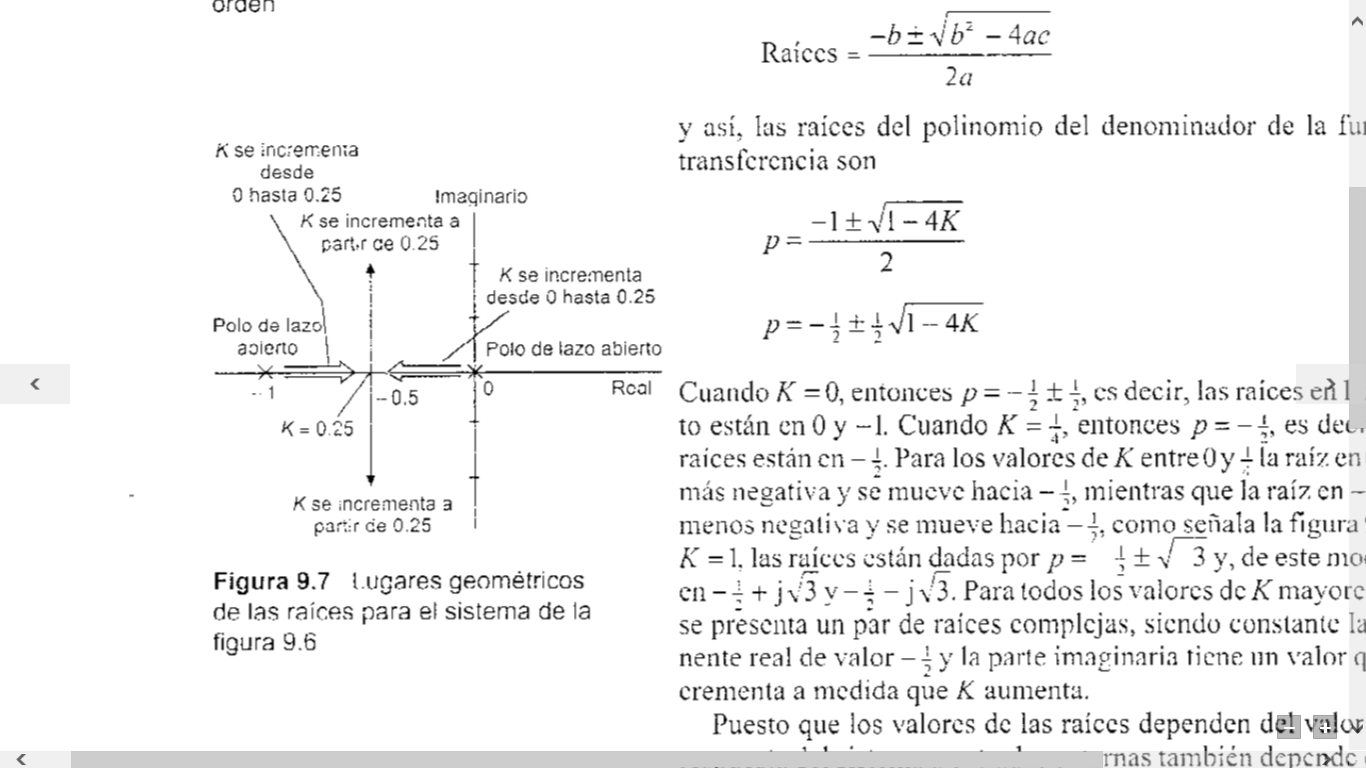 orden
K se incrementa
desde
0 hasta 0.25
Imaginario
K se incrementa a
partir de 0.25
K se incrementa
desde 0 hasta 0.25
Polo de lazo
abierto
Polo de lazo abierto
-1
-0.5
0
Real
K = 0.25
K se incrementa a
partir de 0.25
Figura 9.7 Lugares geométricos
de las raíces para el sistema de la
figura 9.6
Raíces = (-b ± √(b² - 4ac)) / 2a
y así, las raíces del polinomio del denominador de la
transferencia son
p = (-1 ± √(1 - 4K)) / 2
p = -½ ± ½√(1 - 4K)
Cuando K = 0, entonces p = -½ ± ½, es decir, las raíces en
to están en 0 y -1. Cuando K = ¼, entonces p = -½, es
raíces están en -½. Para los valores de K entre 0 y ¼ la raíz en
más negativa y se mueve hacia -½, mientras que la raíz en
menos negativa y se mueve hacia -½, como señala la figura
K = 1, las raíces están dadas por p = ½ ± √ 3 y, de este
en -½ + j√3 y -½ - j√3. Para todos los valores de K
se presenta un par de raíces complejas, siendo constante la
nente real de valor -½ y la parte imaginaria tiene un valor
crementa a medida que K aumenta.
Puesto que los valores de las raíces dependen del valor
también depende